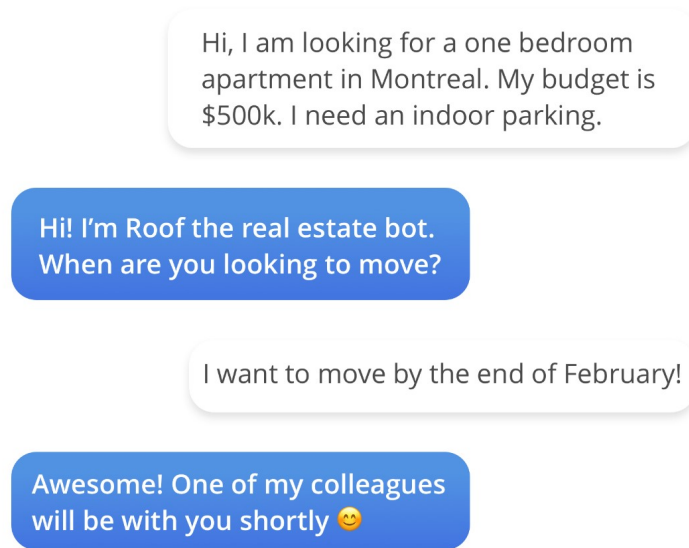 Hi, I am looking for a one bedroom
apartment in Montreal. My budget is
$500k. I need an indoor parking.
Hi! I’m Roof the real estate bot.
When are you looking to move?
I want to move by the end of February!
Awesome! One of my colleagues
will be with you shortly 😊